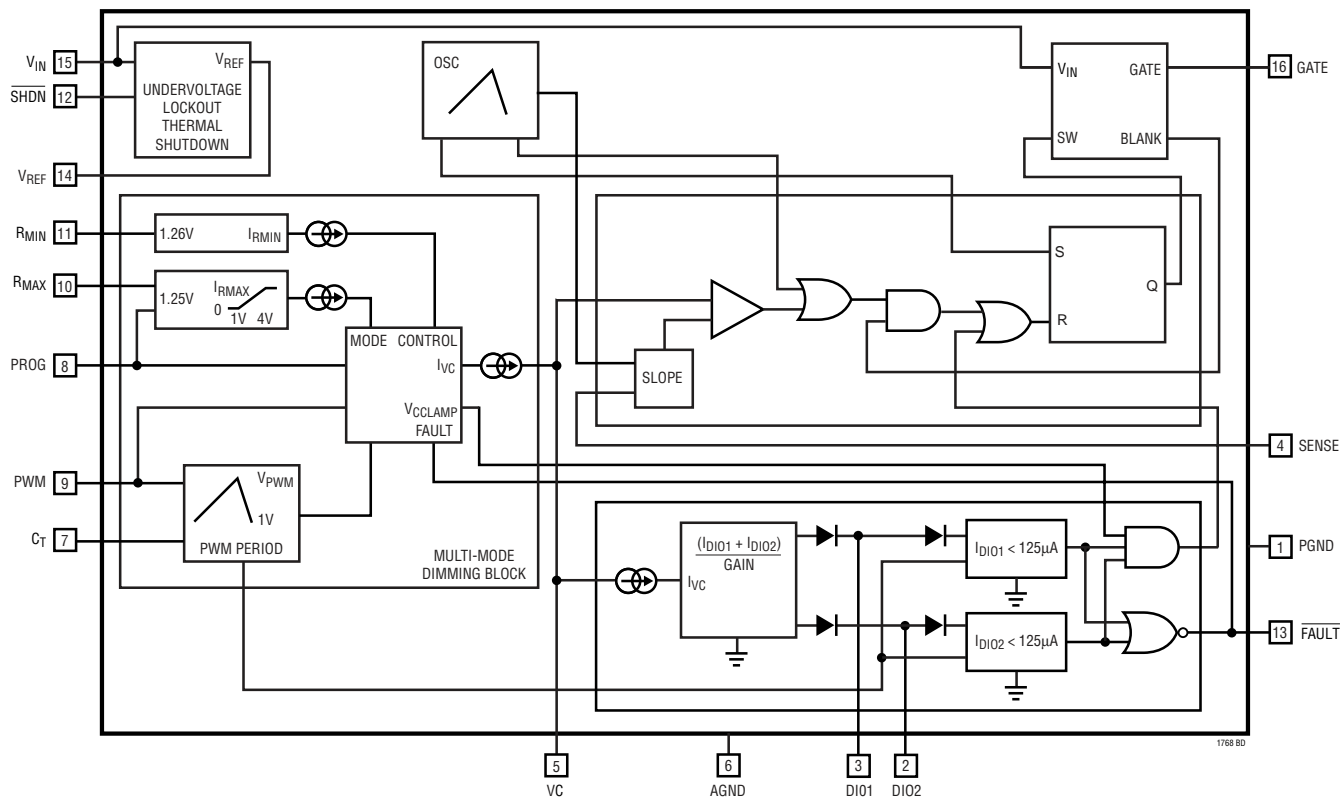 VIN 15
SHDN 12
VREF
UNDERVOLTAGE
LOCKOUT
THERMAL
SHUTDOWN
VREF 14
OSC
VIN GATE
SW BLANK
16 GATE
RMIN 11
1.26V IRMIN
RMAX 10
1.25V IRMAX
0
1V 4V
PROG 8
MODE CONTROL
IVC
VCCLAMP
FAULT
SLOPE
S
Q
R
4 SENSE
PWM 9
VPWM
1V
CT 7
PWM PERIOD
MULTI-MODE
DIMMING BLOCK
(IDIO1 + IDIO2)
GAIN
IVC
IDIO1 < 125µA
IDIO2 < 125µA
1 PGND
13 FAULT
5
VC
6
AGND
3
DIO1
2
DIO2
1768 BD